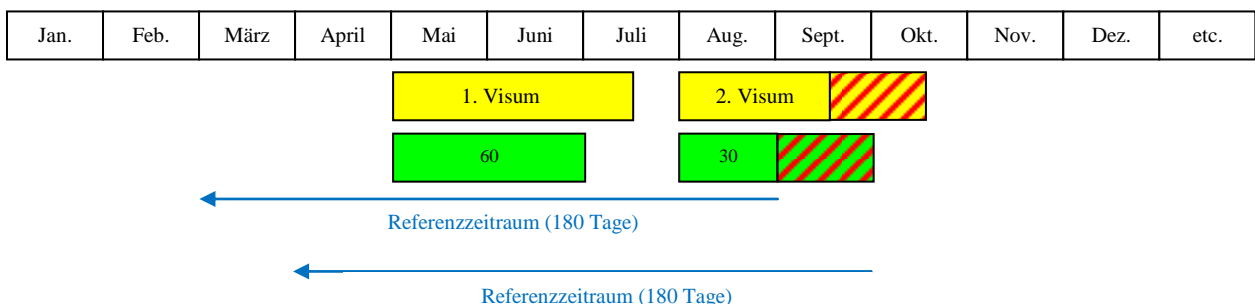 Jan. Feb. März April Mai Juni Juli Aug. Sept. Okt. Nov. Dez. etc.
1. Visum 2. Visum
60 30
Referenzzeitraum (180 Tage)
Referenzzeitraum (180 Tage)